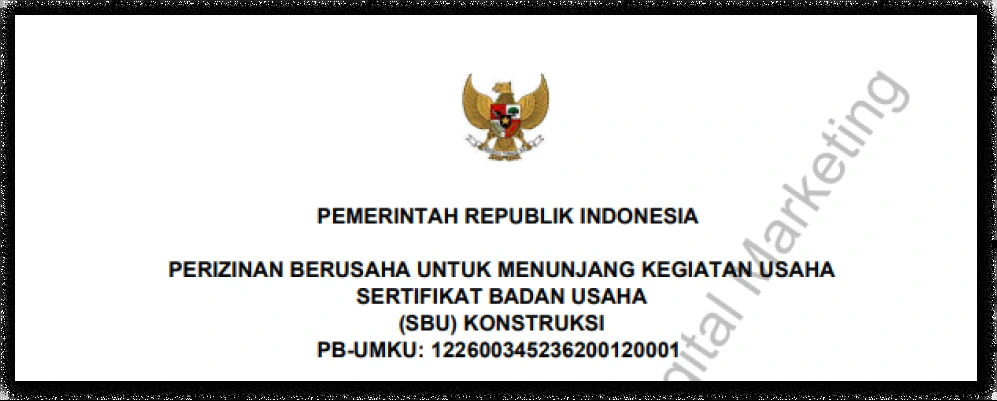 PEMERINTAH REPUBLIK INDONESIA
PERIZINAN BERUSAHA UNTUK MENUNJANG KEGIATAN USAHA
SERTIFIKAT BADAN USAHA
(SBU) KONSTRUKSI
PB-UMKU: 122600345236200120001
gital Marketing